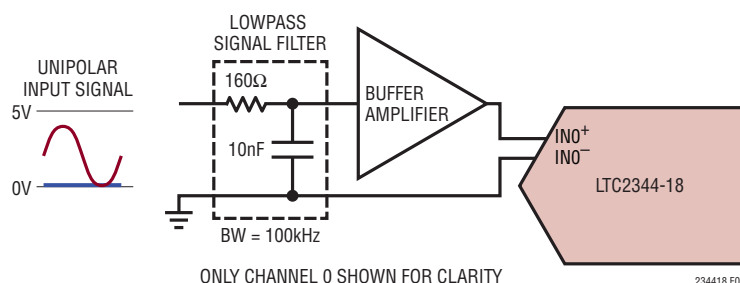 LOWPASS
SIGNAL FILTER
UNIPOLAR
INPUT SIGNAL
160Ω
BUFFER
AMPLIFIER
5V
IN0+
IN0–
10nF
LTC2344-18
0V
BW = 100kHz
ONLY CHANNEL 0 SHOWN FOR CLARITY
234418 F0